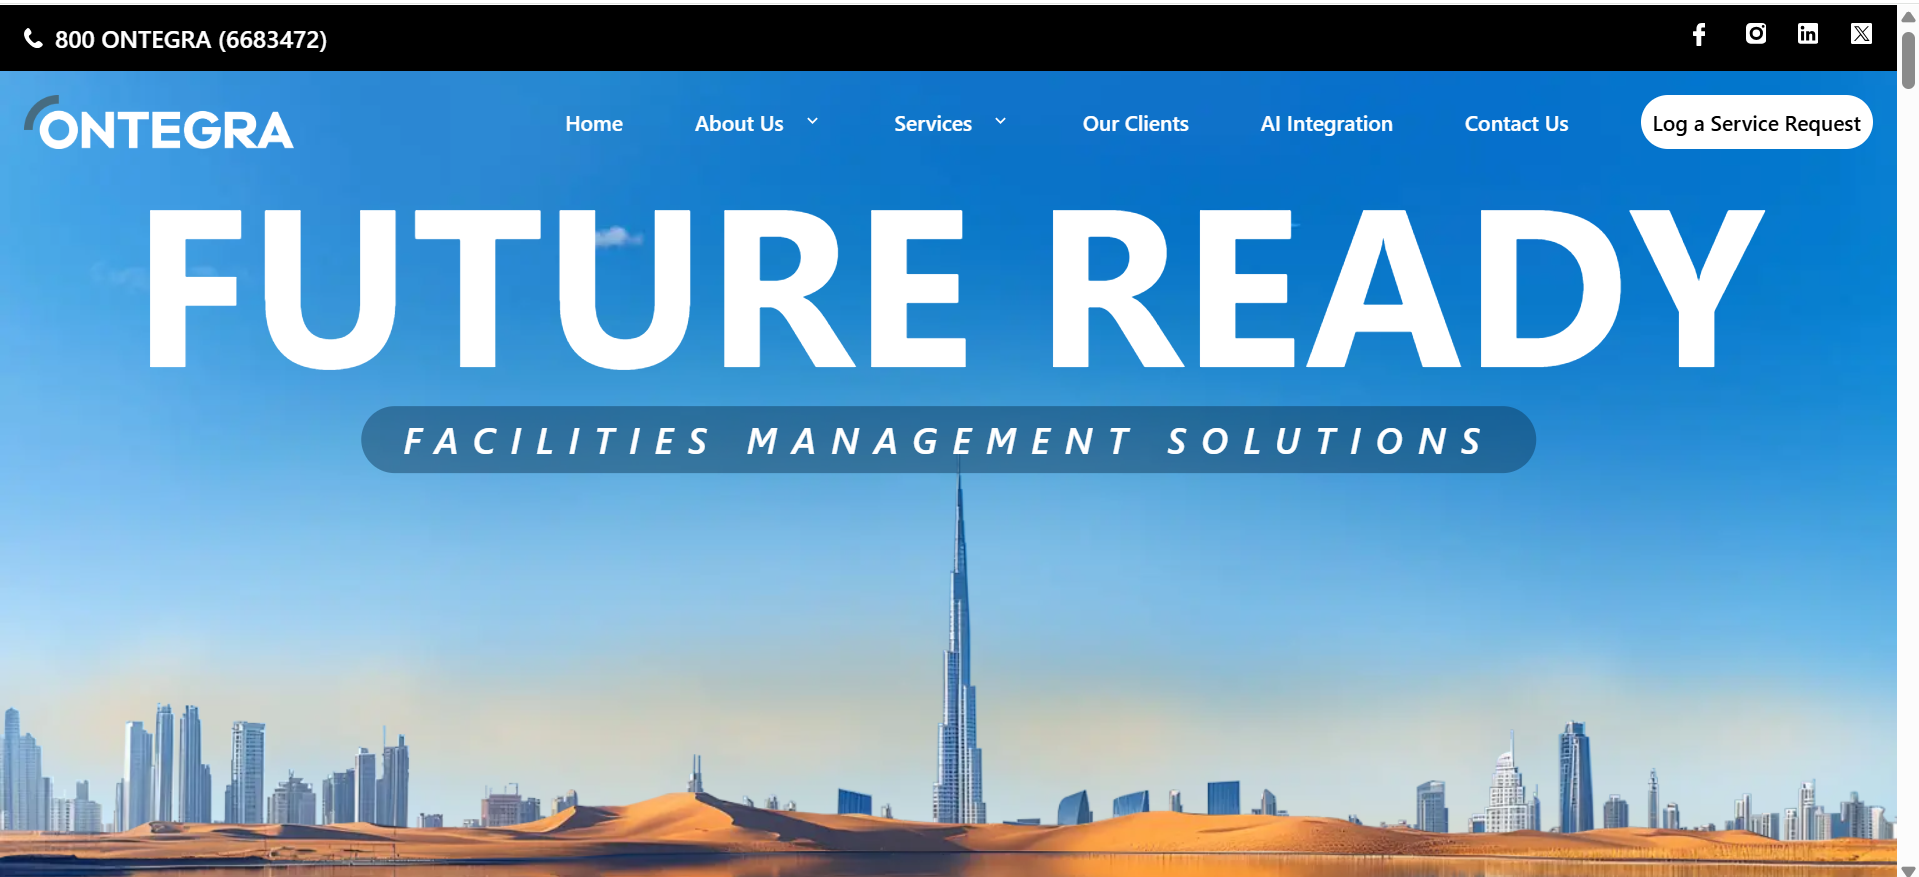 800 ONTEGRA (6683472)
ONTEGRA
Home
About Us
Services
Our Clients
AI Integration
Contact Us
Log a Service Request
FUTURE READY
FACILITIES MANAGEMENT SOLUTIONS